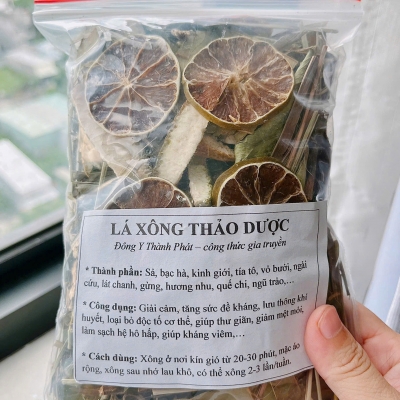 LÁ XÔNG THẢO DƯỢC
Đông Y Thành Phát – công thức gia truyền
* Thành phần: Sả, bạc hà, kinh giới, tía tô, vỏ bưởi, ngải
cứu, lát chanh, gừng, hương nhu, quế chi, ngũ trảo,...
* Công dụng: Giải cảm, tăng sức đề kháng, lưu thông khí
huyết, loại bỏ độc tố cơ thể, giúp thư giãn, giảm mệt mỏi,
làm sạch hệ hô hấp, giúp kháng viêm,...
* Cách dùng: Xông ở nơi kín gió từ 20-30 phút, mặc áo
rộng, xông sau nhớ lau khô, có thể xông 2-3 lần/tuần.